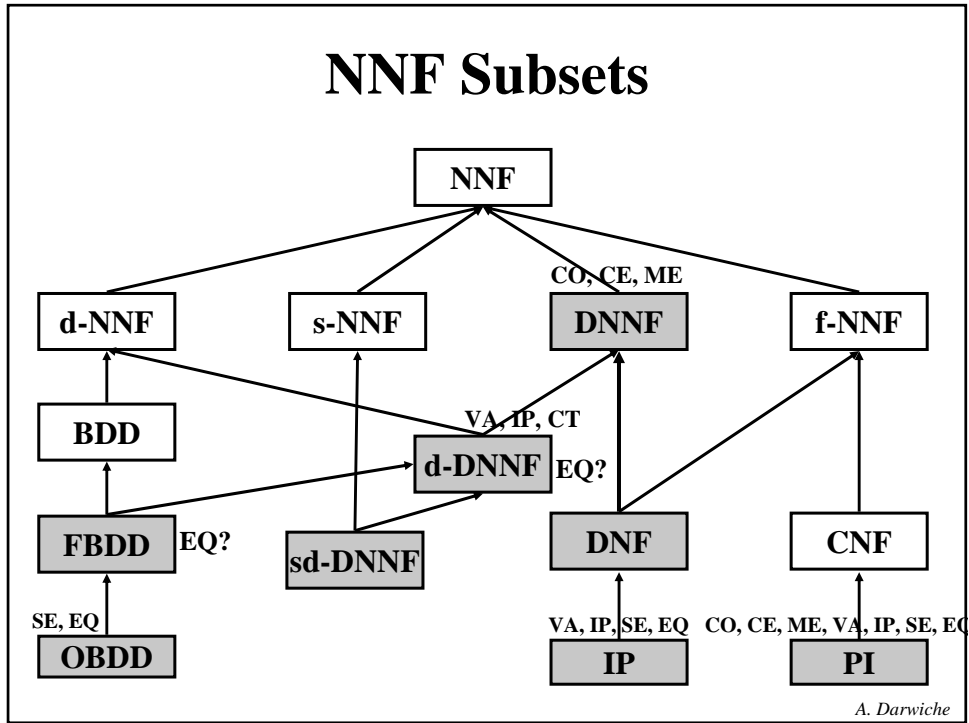 NNF Subsets
NNF
CO, CE, ME
d-NNF s-NNF DNNF f-NNF
BDD
VA, IP, CT
d-DNNF EQ?
FBDD EQ?
sd-DNNF
DNF CNF
SE, EQ
VA, IP, SE, EQ CO, CE, ME, VA, IP, SE, EQ
OBDD IP PI
A. Darwiche